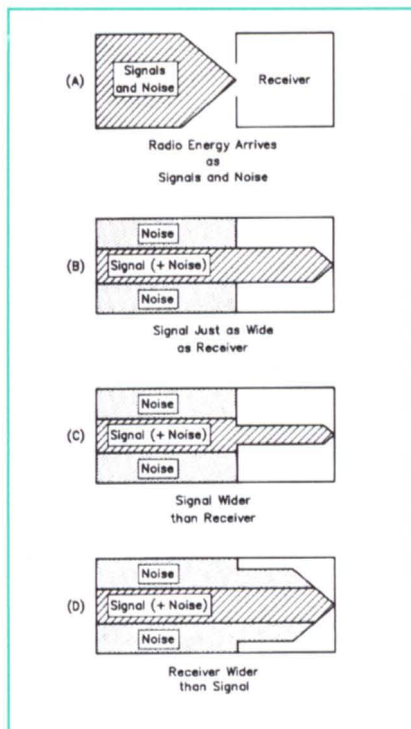 (A)
Signals
and Noise
Receiver
Radio Energy Arrives
as
Signals and Noise
(B)
Noise
Signal (+ Noise)
Noise
Signal Just as Wide
as Receiver
(C)
Noise
Signal (+ Noise)
Noise
Signal Wider
than Receiver
(D)
Noise
Signal (+ Noise)
Noise
Receiver Wider
than Signal